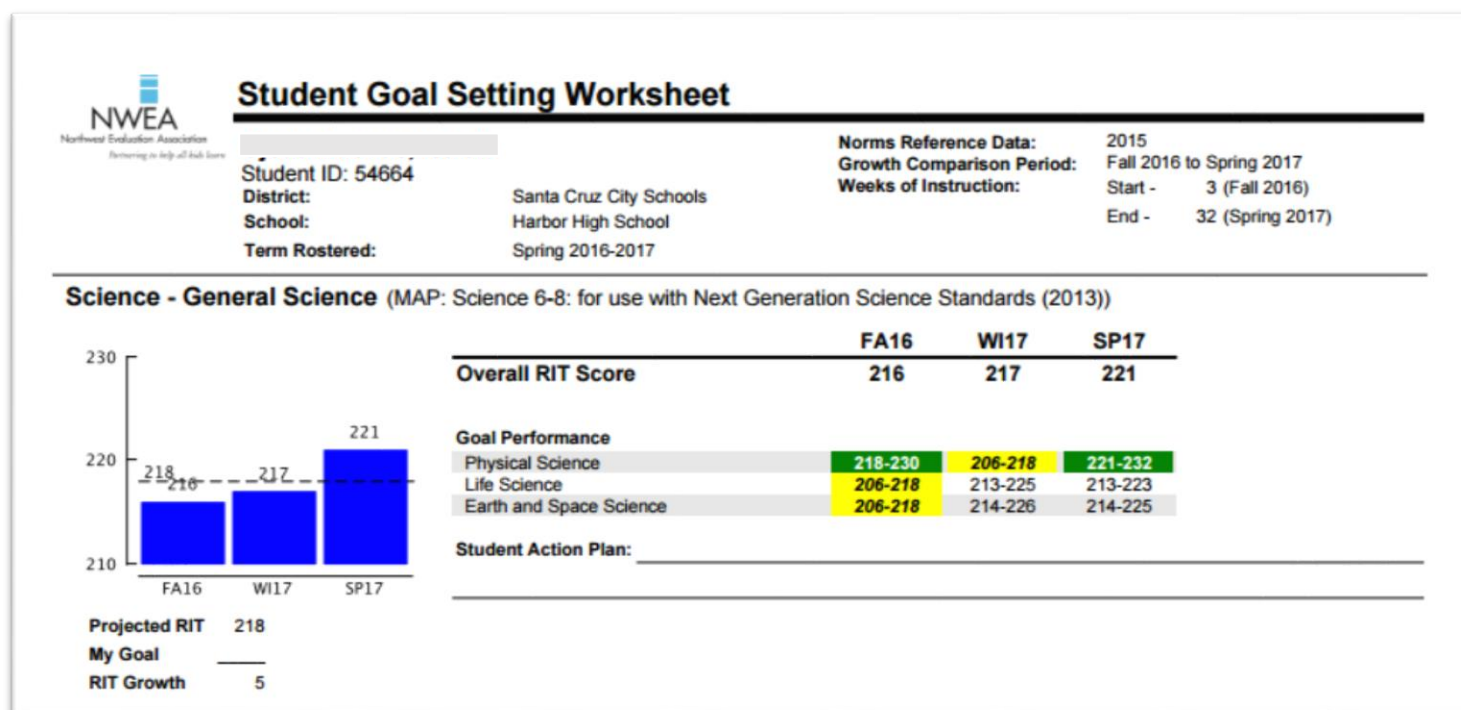 NWEA
Northwest Evaluation Association
Partnering to help all kids learn
Student Goal Setting Worksheet
Student ID: 54664
District: Santa Cruz City Schools
School: Harbor High School
Term Rostered: Spring 2016-2017
Norms Reference Data: 2015
Growth Comparison Period: Fall 2016 to Spring 2017
Weeks of Instruction: Start - 3 (Fall 2016)
End - 32 (Spring 2017)
Science - General Science (MAP: Science 6-8: for use with Next Generation Science Standards (2013))
230
220
210
218
216
217
221
FA16 WI17 SP17
Projected RIT 218
My Goal
RIT Growth 5
FA16 WI17 SP17
Overall RIT Score 216 217 221
Goal Performance
Physical Science 218-230 206-218 221-232
Life Science 206-218 213-225 213-223
Earth and Space Science 206-218 214-226 214-225
Student Action Plan: